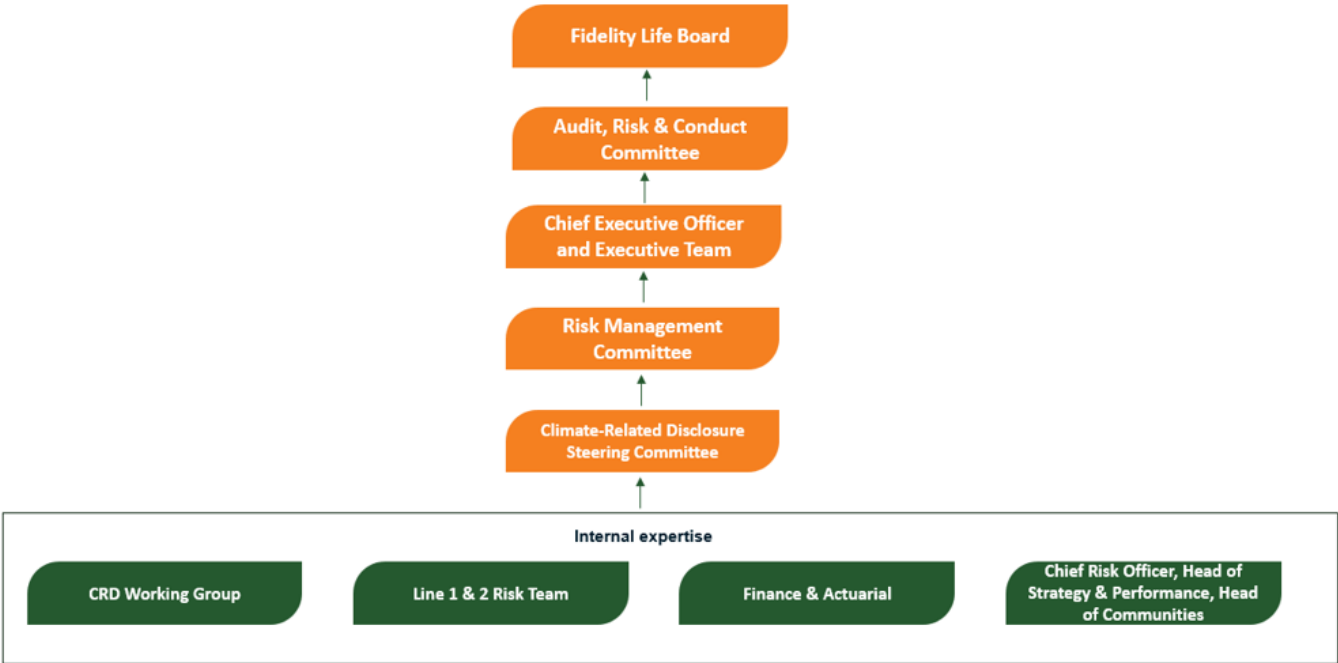 Fidelity Life Board
Audit, Risk & Conduct
Committee
Chief Executive Officer
and Executive Team
Risk Management
Committee
Climate-Related Disclosure
Steering Committee
Internal expertise
CRD Working Group
Line 1 & 2 Risk Team
Finance & Actuarial
Chief Risk Officer, Head of
Strategy & Performance, Head
of Communities